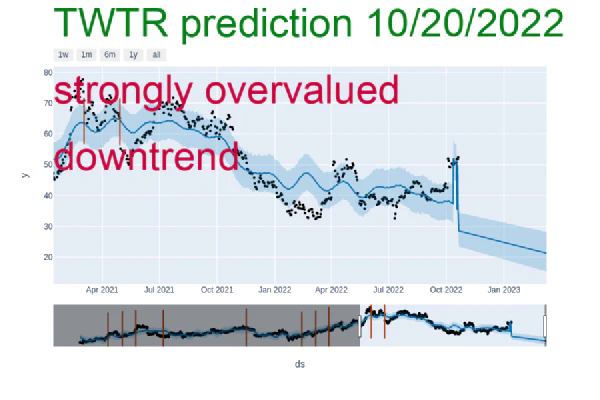 TWTR prediction 10/20/2022
1w 1m 6m 1y all
strongly overvalued
downtrend
80
70
60
50
40
30
20
y
Apr 2021 Jul 2021 Oct 2021 Jan 2022 Apr 2022 Jul 2022 Oct 2022 Jan 2023
ds